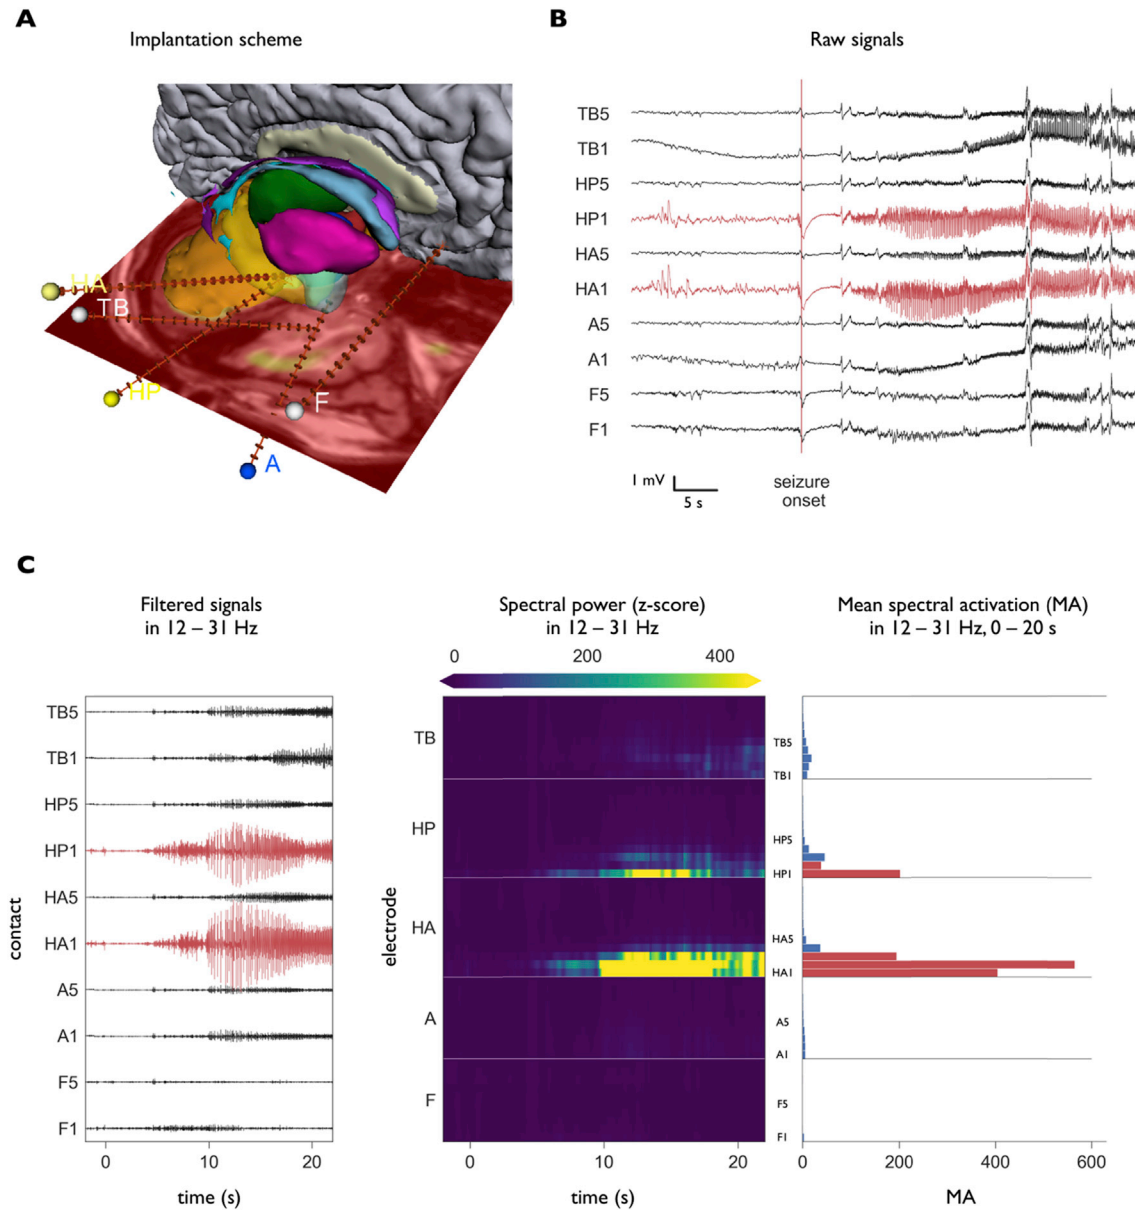 A
Implantation scheme
HA
TB
HP
F
A
B
Raw signals
TB5
TB1
HP5
HP1
HA5
HA1
A5
A1
F5
F1
1 mV
5 s
seizure
onset
C
Filtered signals
in 12 – 31 Hz
contact
TB5
TB1
HP5
HP1
HA5
HA1
A5
A1
F5
F1
0 10 20
time (s)
Spectral power (z-score)
in 12 – 31 Hz
0 200 400
electrode
TB
HP
HA
A
F
0 10 20
time (s)
Mean spectral activation (MA)
in 12 – 31 Hz, 0 – 20 s
TB5
TB1
HP5
HP1
HA5
HA1
A5
A1
F5
F1
0 200 400 600
MA